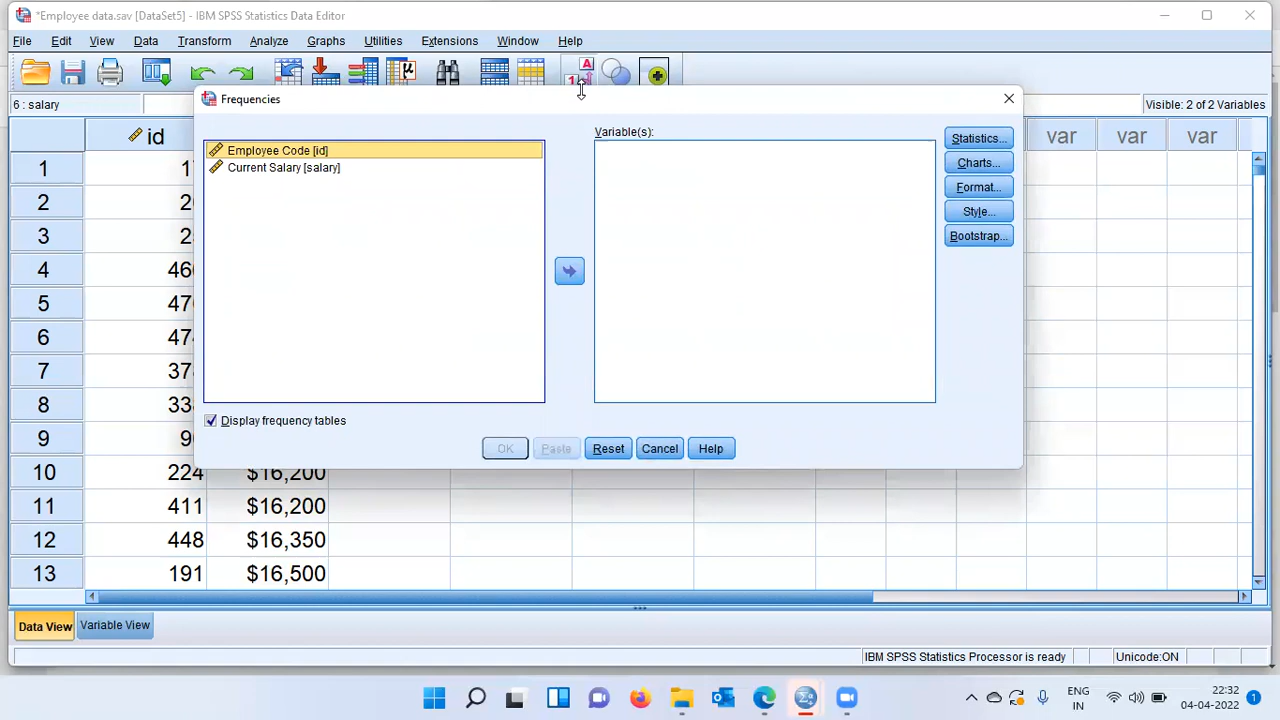 *Employee data.sav [DataSet5] - IBM SPSS Statistics Data Editor
File Edit View Data Transform Analyze Graphs Utilities Extensions Window Help
6 : salary
Visible: 2 of 2 Variables
Frequencies
Variable(s):
Employee Code [id]
Current Salary [salary]
Statistics...
Charts...
Format...
Style...
Bootstrap...
Display frequency tables
OK Paste Reset Cancel Help
id var var var
1
2
3
4
5
6
7
8
9
10 224 $16,200
11 411 $16,200
12 448 $16,350
13 191 $16,500
Data View Variable View
IBM SPSS Statistics Processor is ready Unicode:ON
ENG
IN
22:32
04-04-2022
1